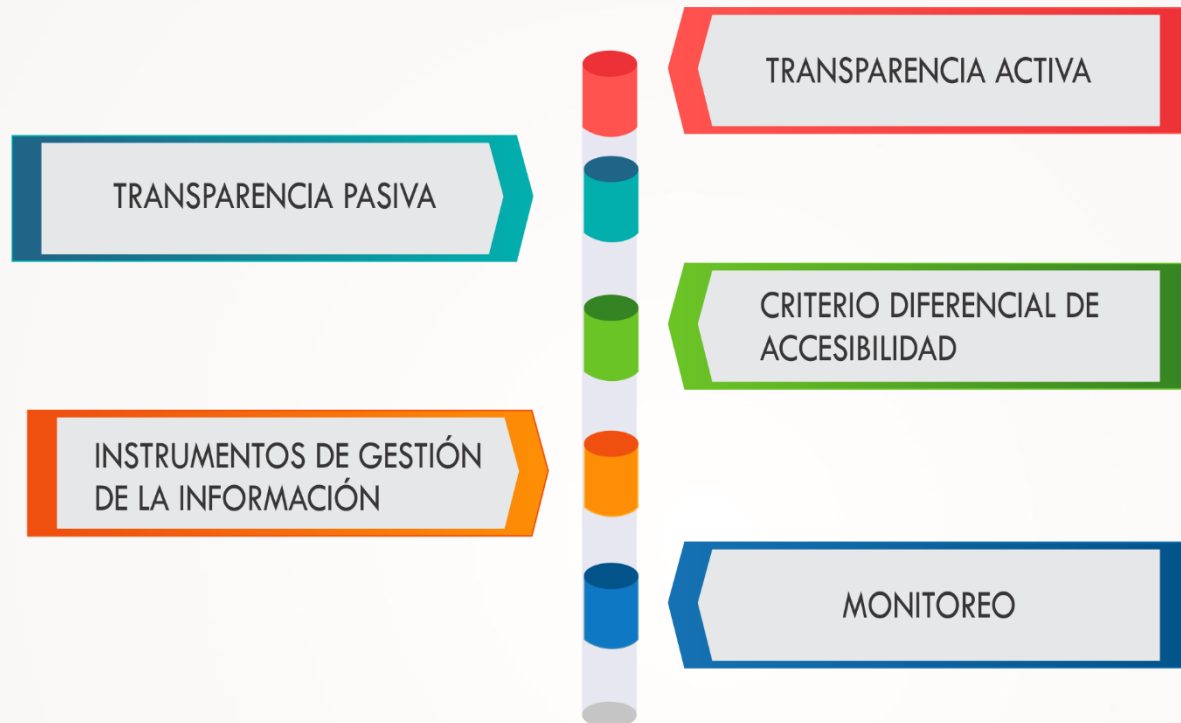 TRANSPARENCIA ACTIVA
TRANSPARENCIA PASIVA
CRITERIO DIFERENCIAL DE
ACCESIBILIDAD
INSTRUMENTOS DE GESTIÓN
DE LA INFORMACIÓN
MONITOREO